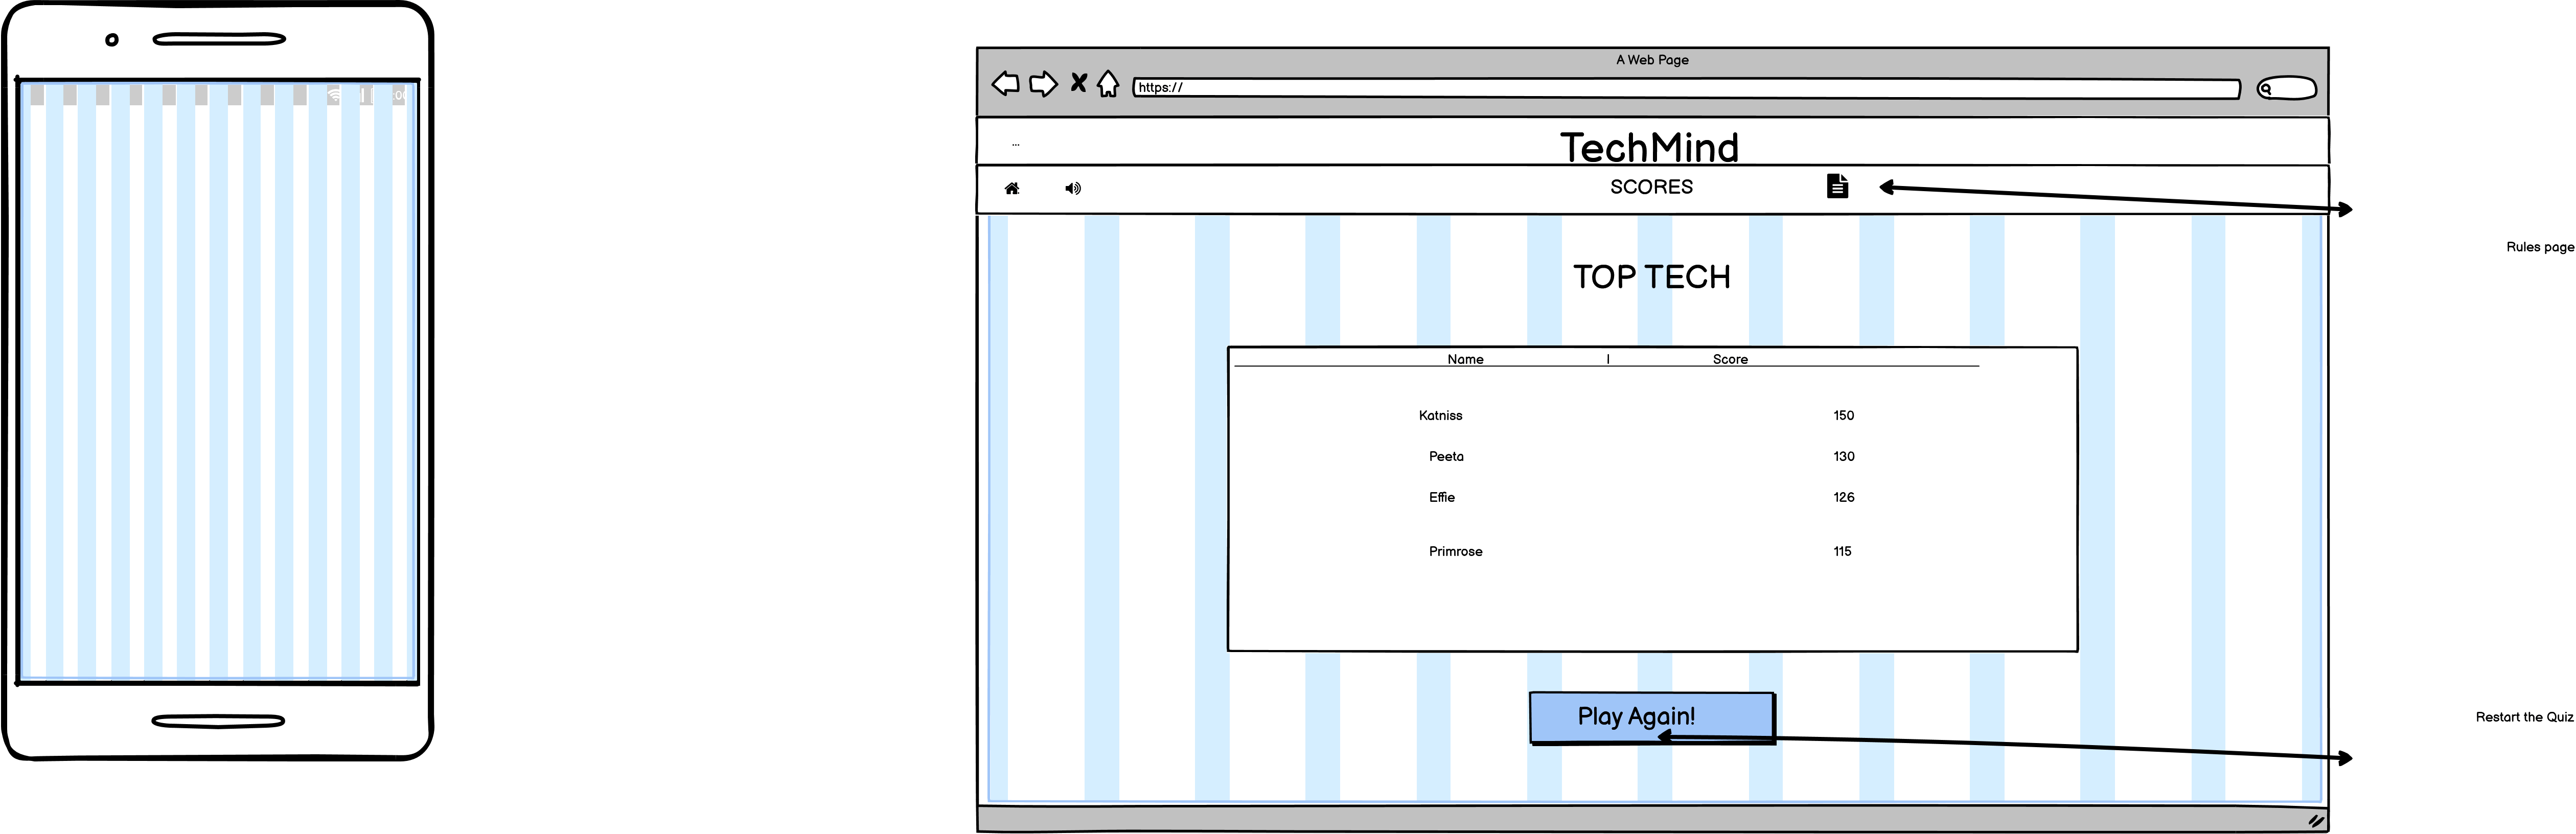 A Web Page
https://
...
TechMind
SCORES
Rules page
TOP TECH
Name | Score
Katniss 150
Peeta 130
Effie 126
Primrose 115
Play Again!
Restart the Quiz